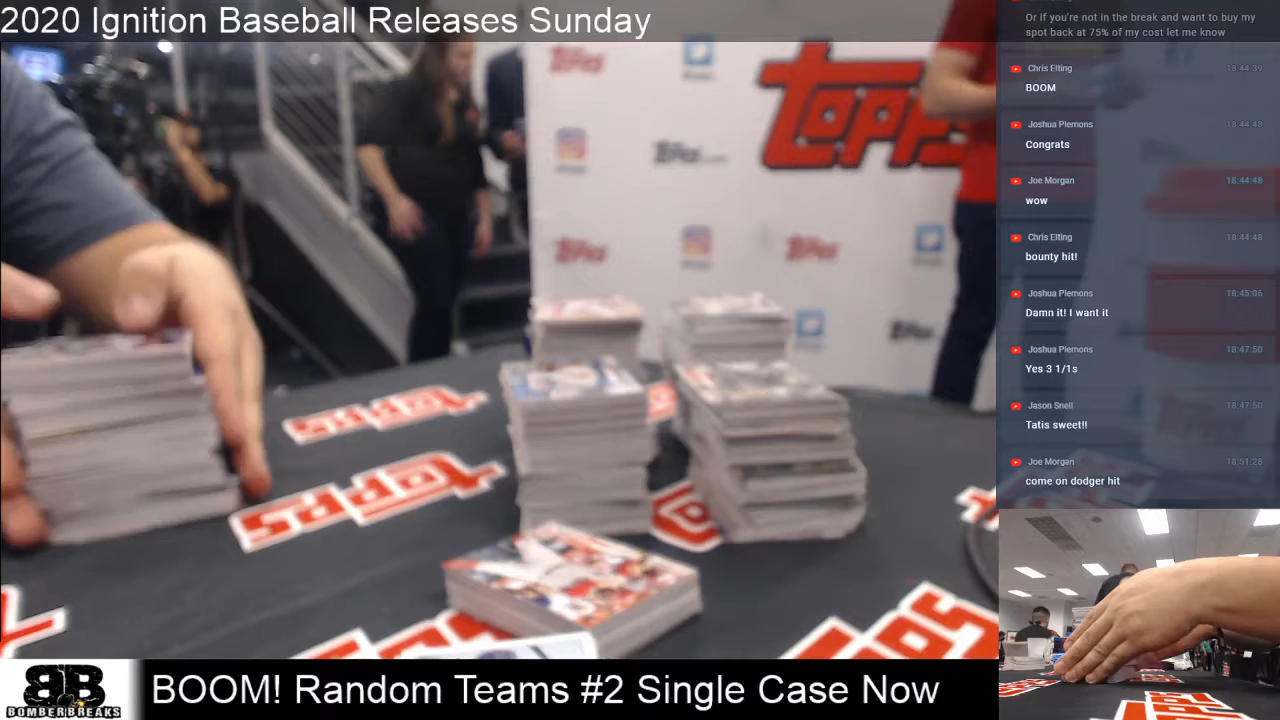 2020 Ignition Baseball Releases Sunday
Or if you're not in the break and want to buy my
spot back at 75% of my cost let me know
Chris Elting 18:44:39
BOOM
Joshua Plemons 18:44:48
Congrats
Joe Morgan 18:44:48
wow
Chris Elting 18:44:48
bounty hit!
Joshua Plemons 18:45:06
Damn it! I want it
Joshua Plemons 18:47:50
Yes 3 1/1s
Jason Snell 18:47:50
Tatis sweet!!
Joe Morgan 18:51:28
come on dodger hit
topps
topps
topps
topps
topps
topps
BB
BOMBERBREAKS
BOOM! Random Teams #2 Single Case Now